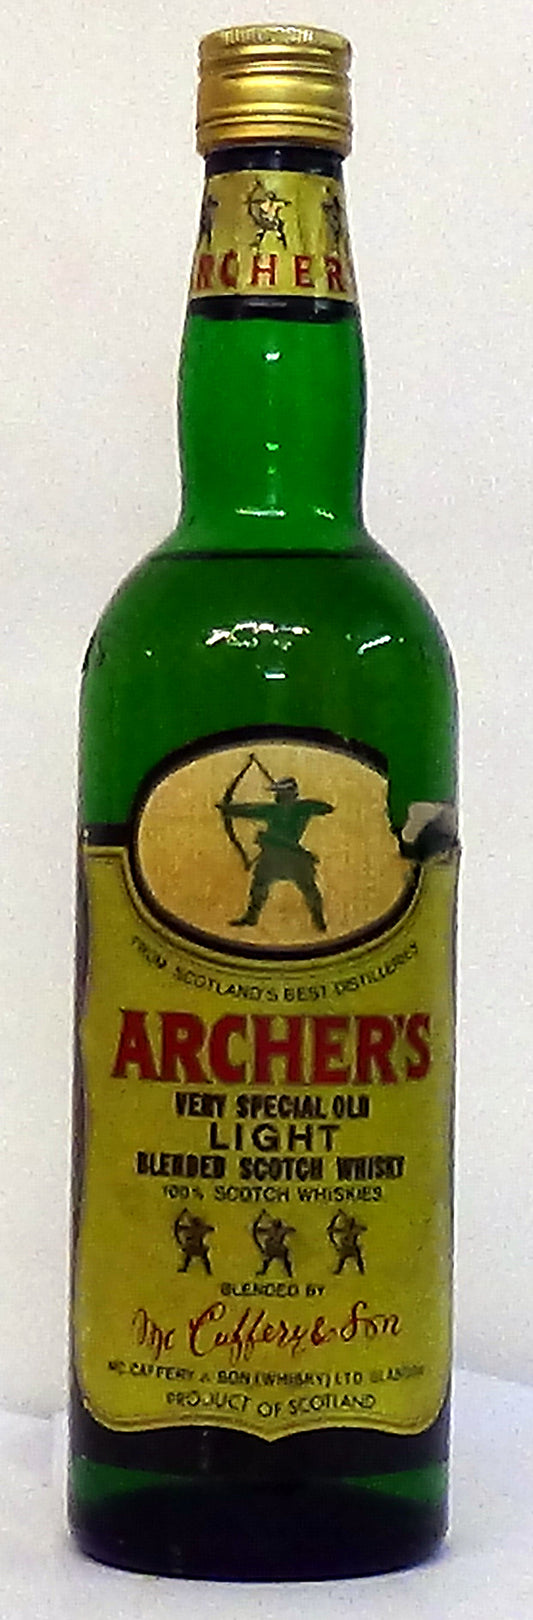 ARCHER
FROM SCOTLAND'S BEST DISTILLERIES
ARCHER'S
VERY SPECIAL OLD
LIGHT
BLENDED SCOTCH WHISKY
100% SCOTCH WHISKIES
BLENDED BY
Mc Caffery & Son
MC CAFFERY & SON (WHISKY) LTD GLASGOW
PRODUCT OF SCOTLAND